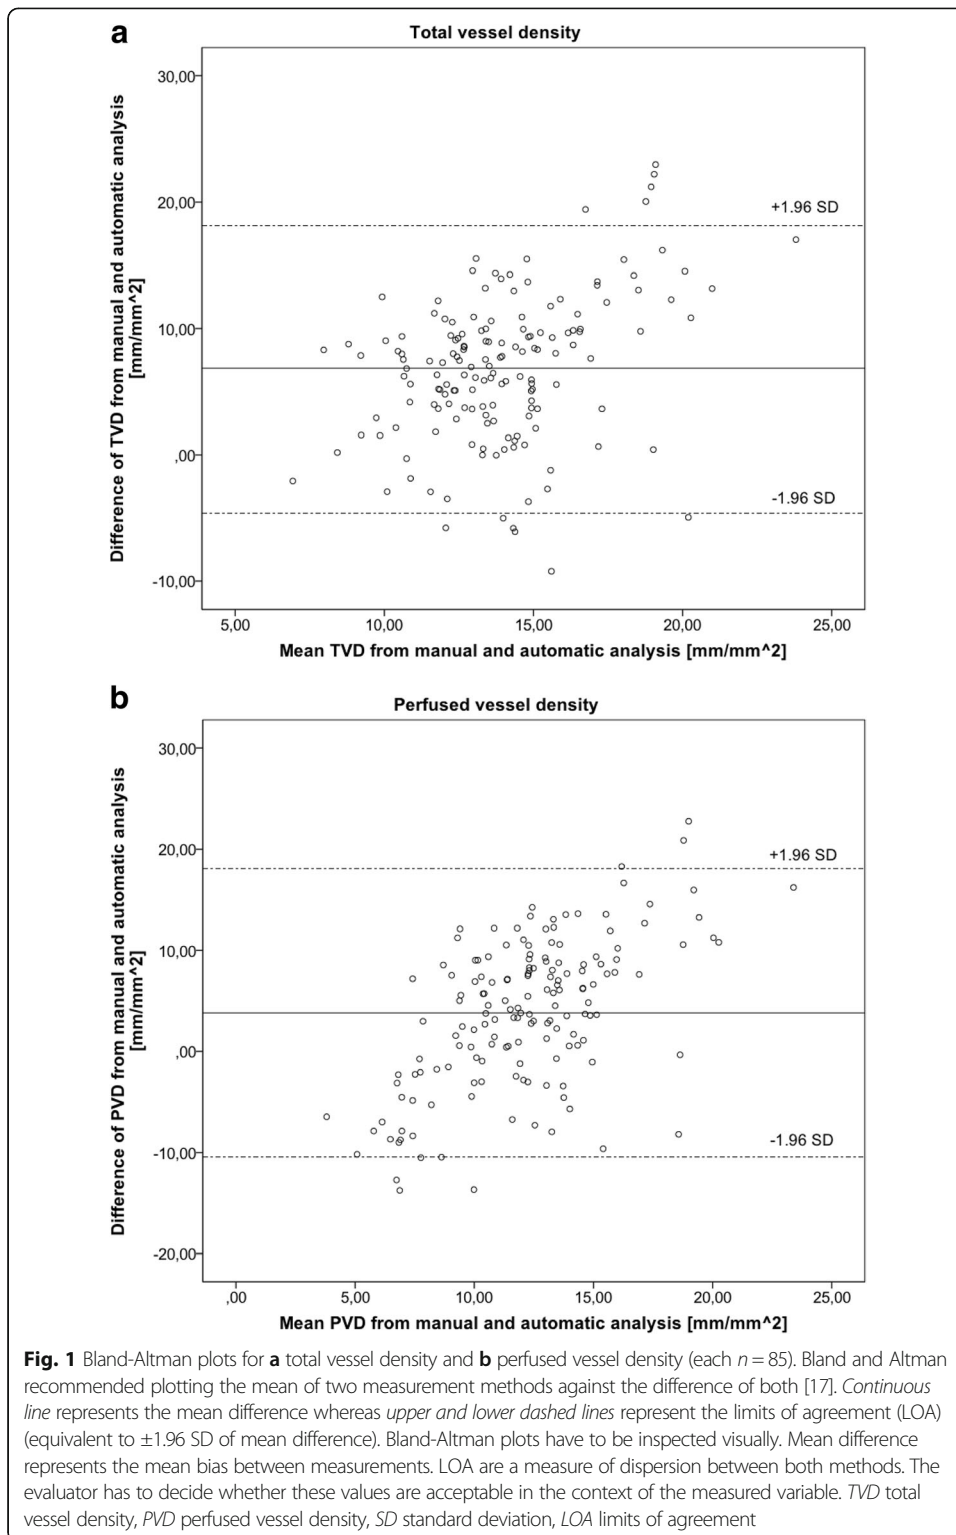 a
Total vessel density
Difference of TVD from manual and automatic analysis
[mm/mm^2]
30,00
20,00
10,00
,00
-10,00
+1.96 SD
-1.96 SD
5,00 10,00 15,00 20,00 25,00
Mean TVD from manual and automatic analysis [mm/mm^2]
b
Perfused vessel density
Difference of PVD from manual and automatic analysis
[mm/mm^2]
30,00
20,00
10,00
,00
-10,00
-20,00
+1.96 SD
-1.96 SD
,00 5,00 10,00 15,00 20,00 25,00
Mean PVD from manual and automatic analysis [mm/mm^2]
Fig. 1 Bland-Altman plots for a total vessel density and b perfused vessel density (each n = 85). Bland and Altman
recommended plotting the mean of two measurement methods against the difference of both [17]. Continuous
line represents the mean difference whereas upper and lower dashed lines represent the limits of agreement (LOA)
(equivalent to ±1.96 SD of mean difference). Bland-Altman plots have to be inspected visually. Mean difference
represents the mean bias between measurements. LOA are a measure of dispersion between both methods. The
evaluator has to decide whether these values are acceptable in the context of the measured variable. TVD total
vessel density, PVD perfused vessel density, SD standard deviation, LOA limits of agreement